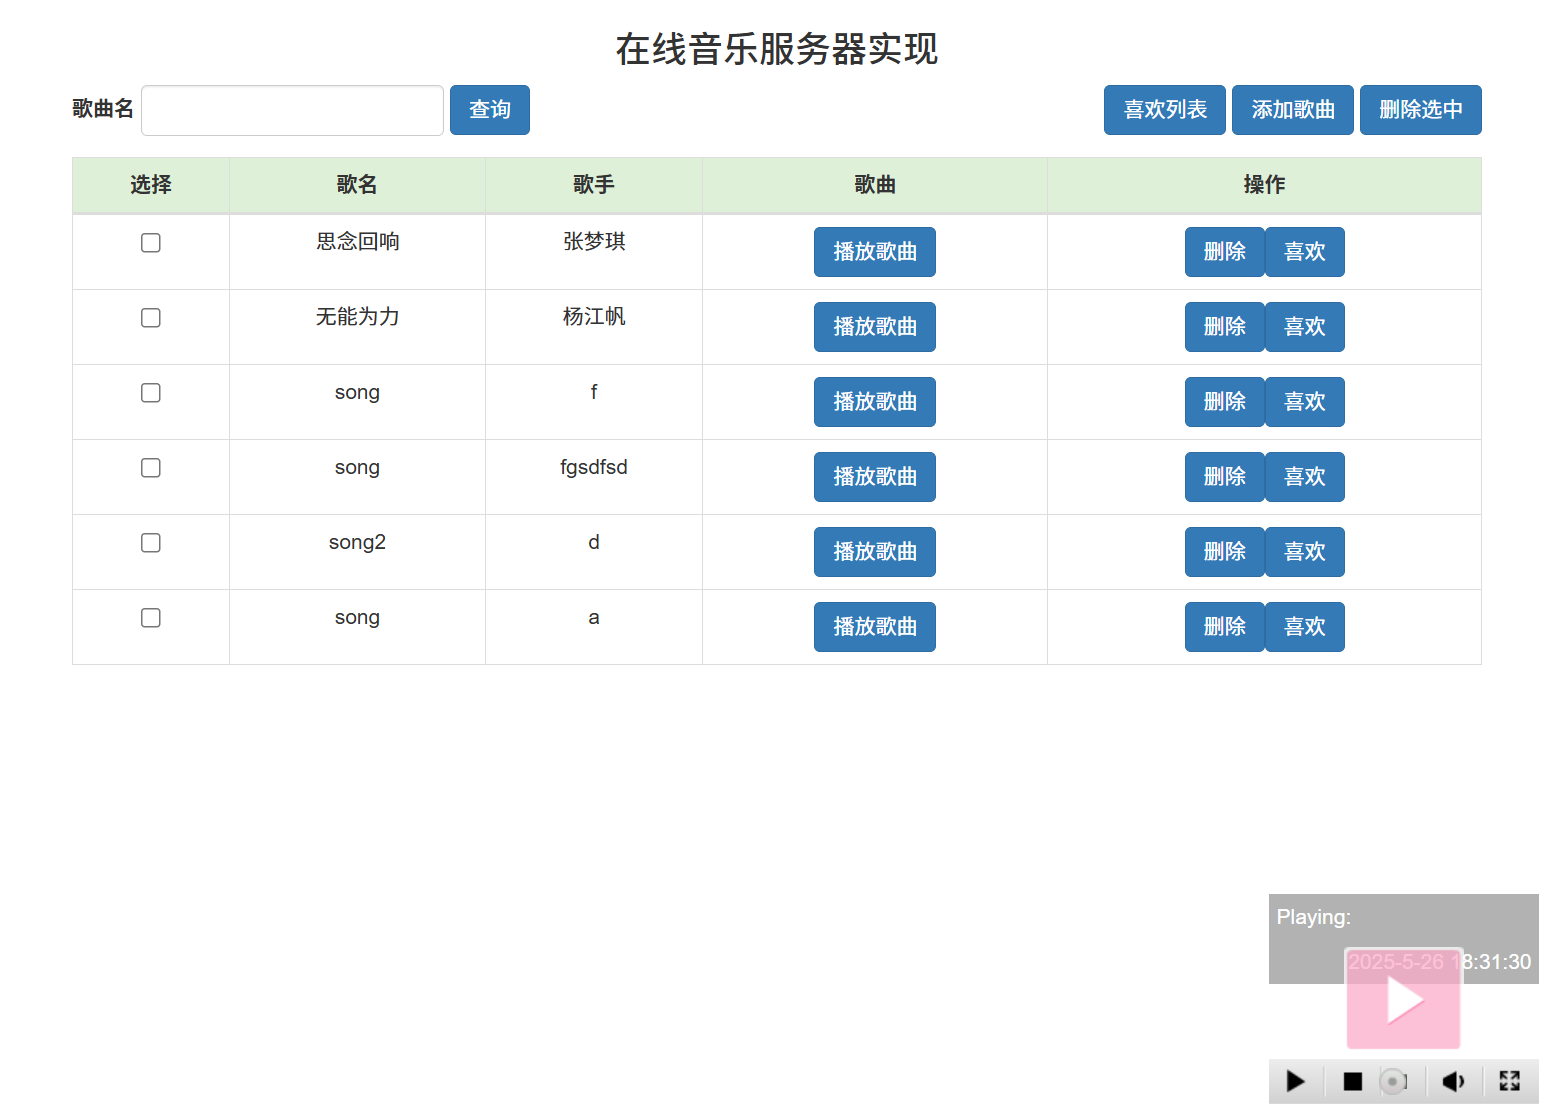 在线音乐服务器实现
歌曲名 查询 喜欢列表 添加歌曲 删除选中
选择 歌名 歌手 歌曲 操作
思念回响 张梦琪 播放歌曲 删除 喜欢
无能为力 杨江帆 播放歌曲 删除 喜欢
song f 播放歌曲 删除 喜欢
song fgsdfsd 播放歌曲 删除 喜欢
song2 d 播放歌曲 删除 喜欢
song a 播放歌曲 删除 喜欢
Playing:
2025-5-26 18:31:30